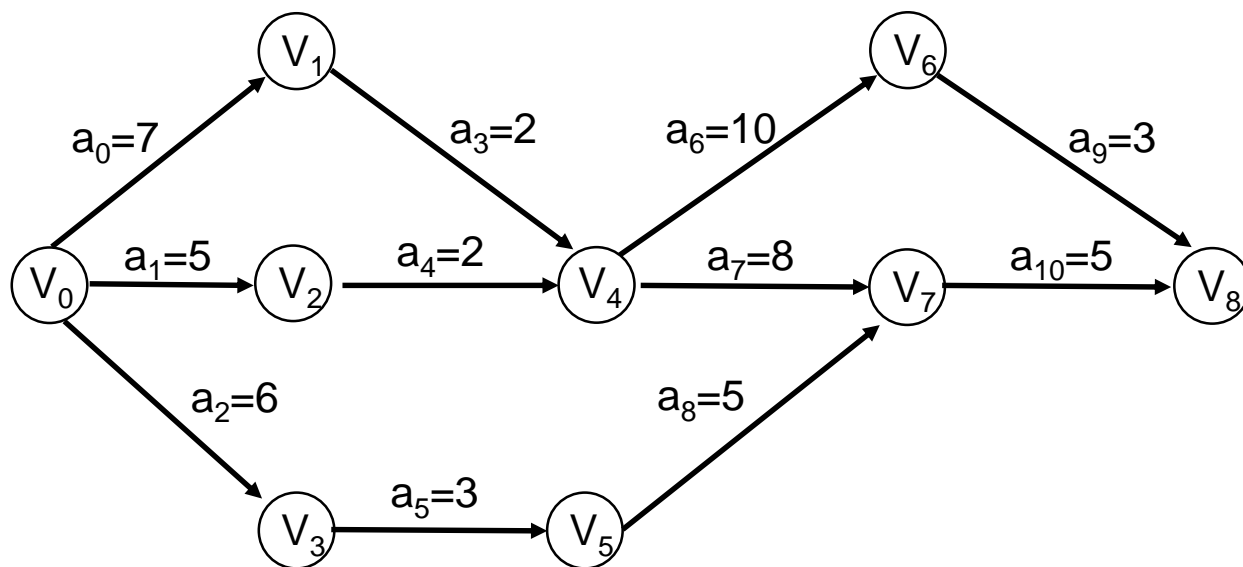 V₁
V₆
a₀=7
a₃=2
a₆=10
a₉=3
V₀
a₁=5
V₂
a₄=2
V₄
a₇=8
V₇
a₁₀=5
V₈
a₂=6
a₈=5
V₃
a₅=3
V₅